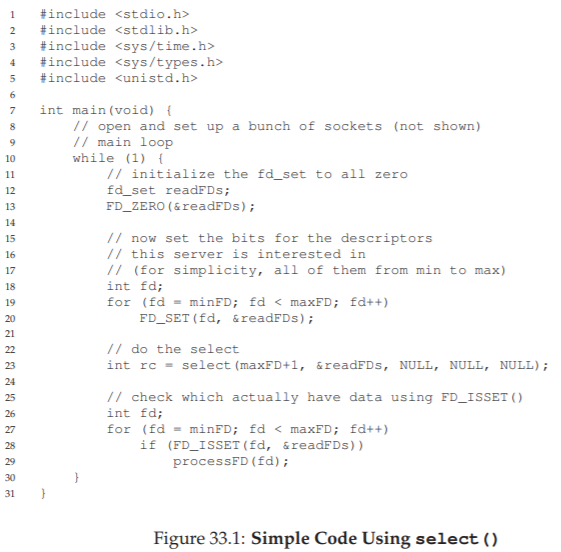 1 #include <stdio.h>
2 #include <stdlib.h>
3 #include <sys/time.h>
4 #include <sys/types.h>
5 #include <unistd.h>
6
7 int main(void) {
8     // open and set up a bunch of sockets (not shown)
9     // main loop
10     while (1) {
11         // initialize the fd_set to all zero
12         fd_set readFDs;
13         FD_ZERO(&readFDs);
14
15         // now set the bits for the descriptors
16         // this server is interested in
17         // (for simplicity, all of them from min to max)
18         int fd;
19         for (fd = minFD; fd < maxFD; fd++)
20             FD_SET(fd, &readFDs);
21
22         // do the select
23         int rc = select(maxFD+1, &readFDs, NULL, NULL, NULL);
24
25         // check which actually have data using FD_ISSET()
26         int fd;
27         for (fd = minFD; fd < maxFD; fd++)
28             if (FD_ISSET(fd, &readFDs))
29                 processFD(fd);
30     }
31 }
Figure 33.1: Simple Code Using select()